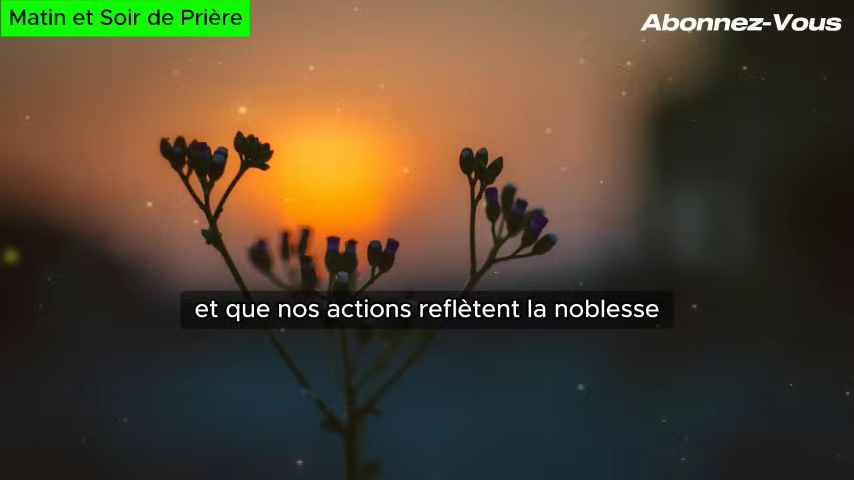 Matin et Soir de Prière
Abonnez-Vous
et que nos actions reflètent la noblesse